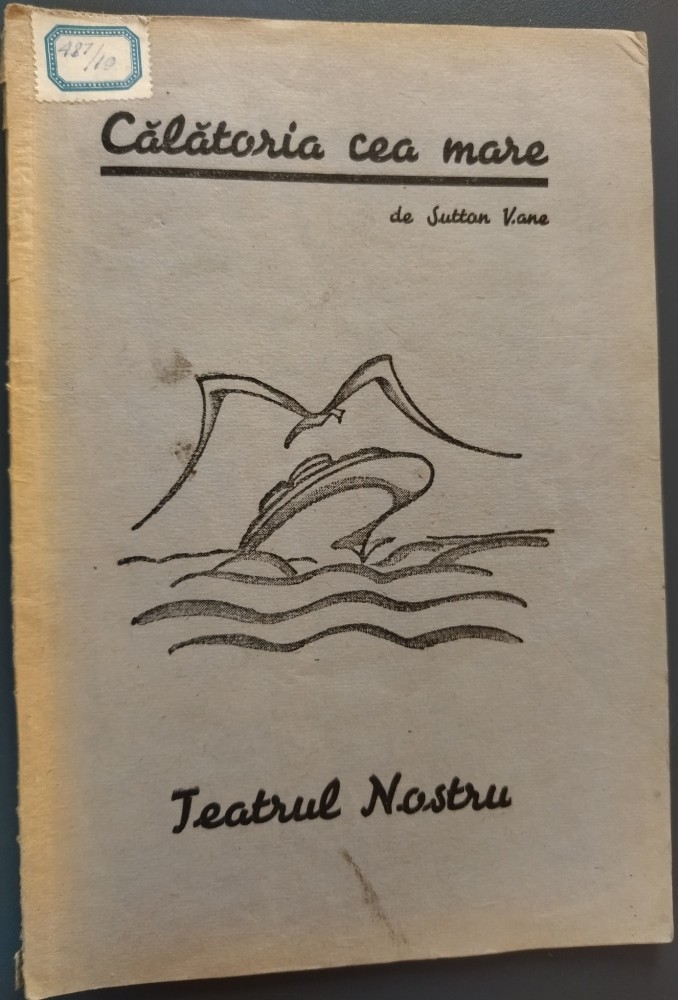 487/10
Călătoria cea mare
de Sutton Vane
Teatrul Nostru